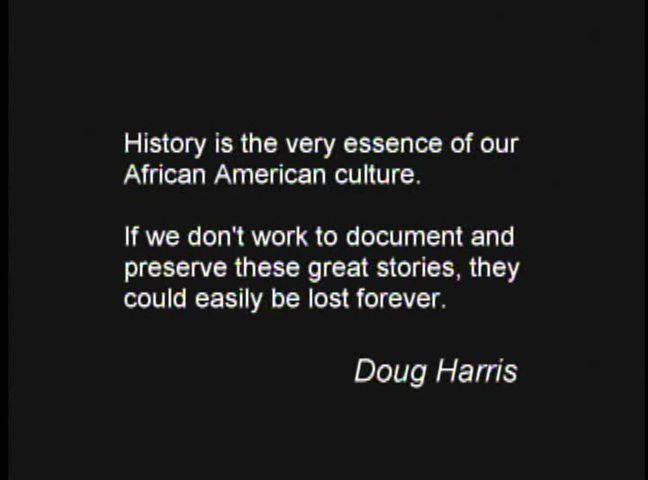 History is the very essence of our
African American culture.
If we don't work to document and
preserve these great stories, they
could easily be lost forever.
Doug Harris